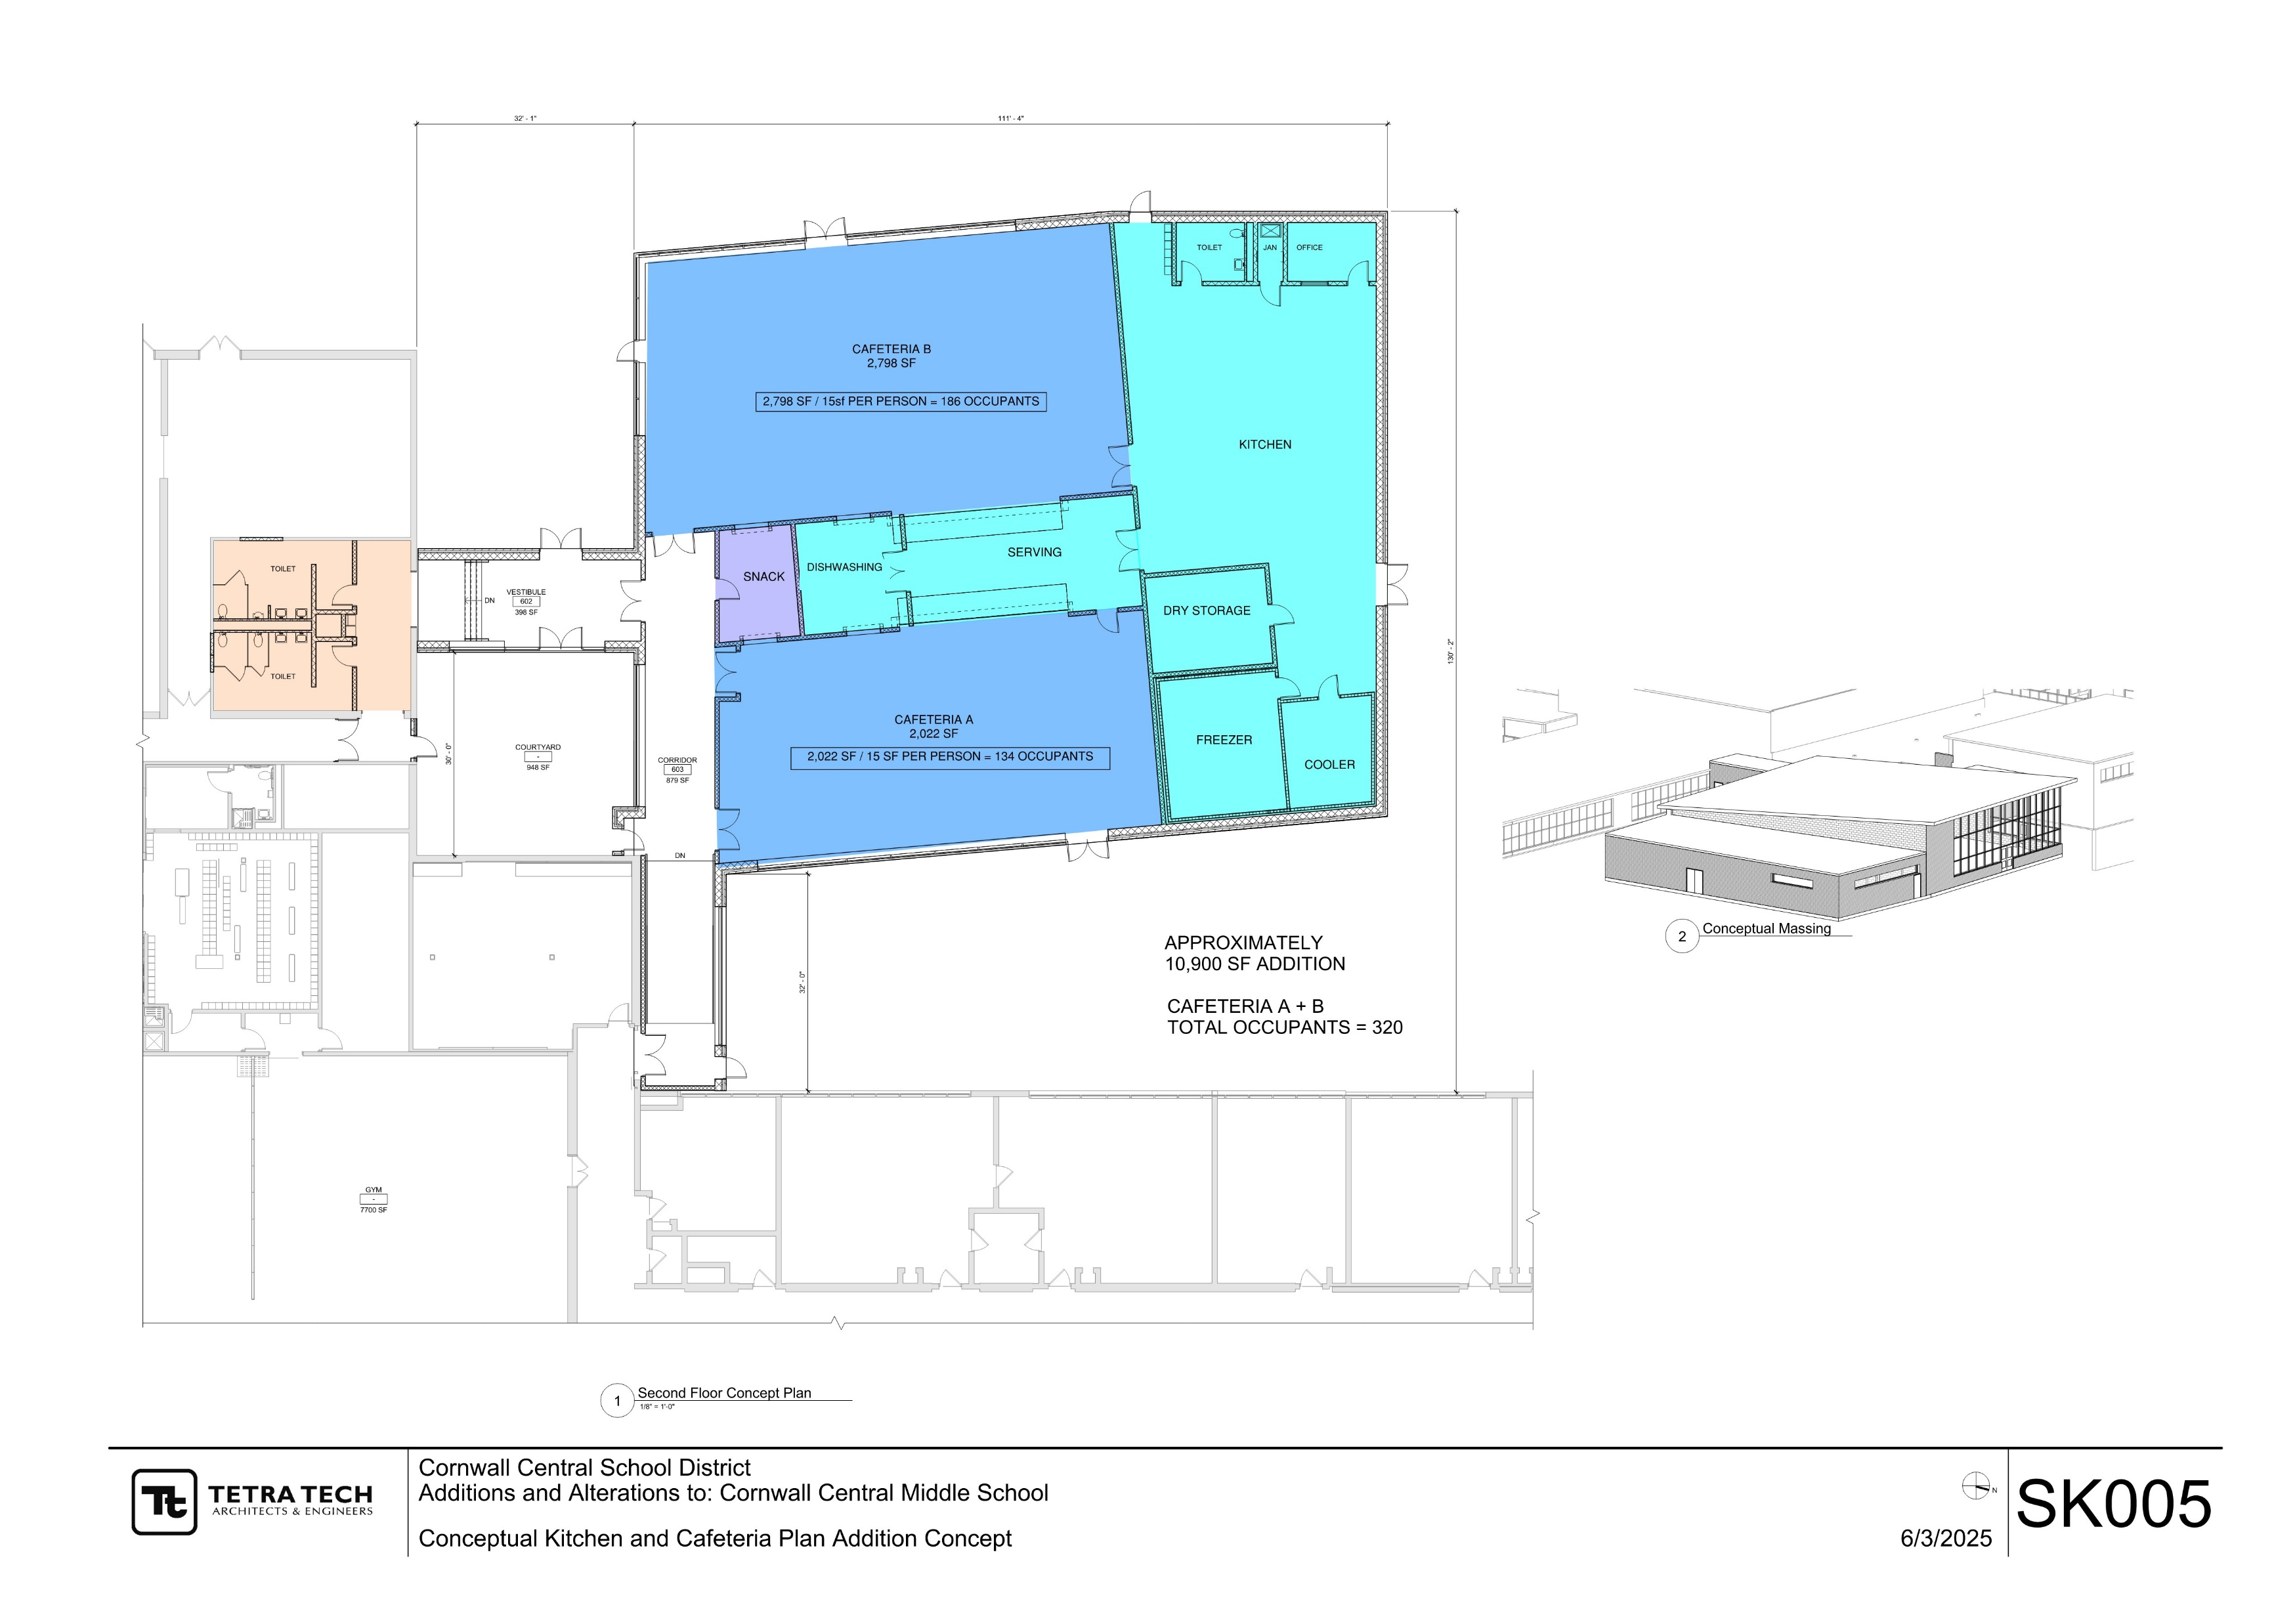 32' - 1"
111' - 4"
TOILET
JAN
OFFICE
CAFETERIA B
2,798 SF
2,798 SF / 15sf PER PERSON = 186 OCCUPANTS
KITCHEN
SERVING
DISHWASHING
SNACK
TOILET
DN
VESTIBULE
602
398 SF
DRY STORAGE
130' - 2"
TOILET
CAFETERIA A
2,022 SF
2,022 SF / 15 SF PER PERSON = 134 OCCUPANTS
FREEZER
COOLER
30' - 0"
COURTYARD
-
948 SF
CORRIDOR
603
879 SF
DN
32' - 0"
APPROXIMATELY
10,900 SF ADDITION
CAFETERIA A + B
TOTAL OCCUPANTS = 320
2
Conceptual Massing
GYM
-
7700 SF
1
Second Floor Concept Plan
1/8" = 1'-0"
Tt
TETRA TECH
ARCHITECTS & ENGINEERS
Cornwall Central School District
Additions and Alterations to: Cornwall Central Middle School
Conceptual Kitchen and Cafeteria Plan Addition Concept
N
6/3/2025
SK005